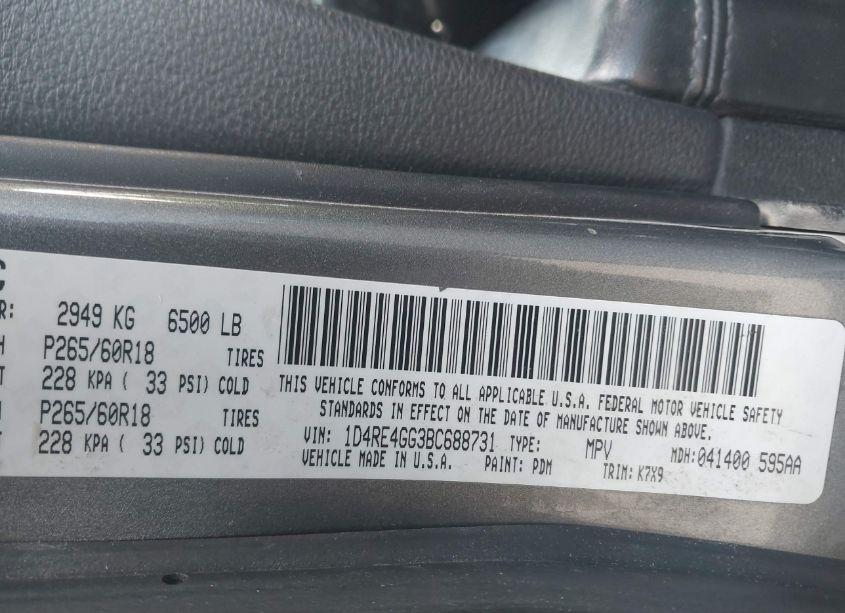 C
R: 2949 KG 6500 LB
H P265/60R18 TIRES
T 228 KPA ( 33 PSI) COLD
P265/60R18 TIRES
T 228 KPA ( 33 PSI) COLD
THIS VEHICLE CONFORMS TO ALL APPLICABLE U.S.A. FEDERAL MOTOR VEHICLE SAFETY
STANDARDS IN EFFECT ON THE DATE OF MANUFACTURE SHOWN ABOVE.
VIN: 1D4RE4GG3BC688731 TYPE: MPV MDH:041400 595AA
VEHICLE MADE IN U.S.A. PAINT: PDM TRIM: K7X9